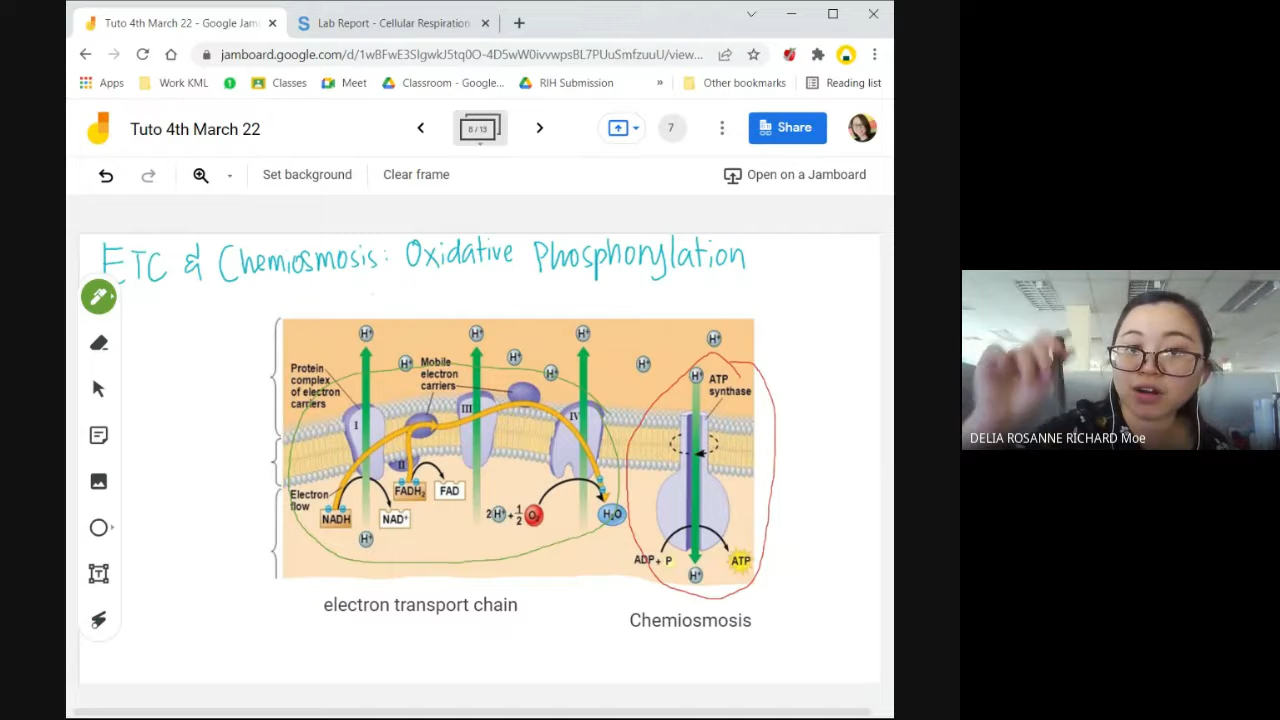 Tuto 4th March 22 - Google Jam
Lab Report - Cellular Respiration
jamboard.google.com/d/1wBFwE3SIgwkJ5tq0O-4D5wW0ivvwpsBL7PUuSmfzuuU/view...
Apps
Work KML
Classes
Meet
Classroom - Google...
RIH Submission
»
Other bookmarks
Reading list
Tuto 4th March 22
8 / 13
7
Share
Set background
Clear frame
Open on a Jamboard
ETC & Chemiosmosis: Oxidative Phosphorylation
H+ H+ H+ H+
H+ H+ H+ H+ H+
Protein
complex
of electron
carriers
Mobile
electron
carriers
ATP
synthase
I
II
III
IV
Electron
flow
NADH
NAD+
FADH2
FAD
2 H+ + 1/2 O2
H2O
H+
ADP + P
ATP
H+
electron transport chain
Chemiosmosis
DELIA ROSANNE RICHARD Moe